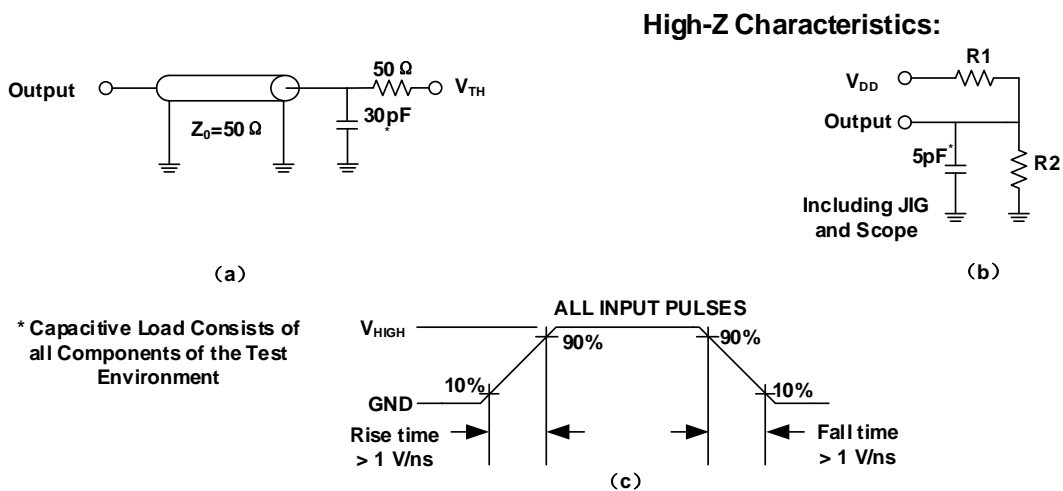 High-Z Characteristics:
Output
Z0=50 Ω
50 Ω
VTH
30pF
*
(a)
VDD
R1
Output
5pF*
R2
Including JIG
and Scope
(b)
* Capacitive Load Consists of
all Components of the Test
Environment
ALL INPUT PULSES
VHIGH
90%
90%
10%
10%
GND
Rise time
> 1 V/ns
Fall time
> 1 V/ns
(c)